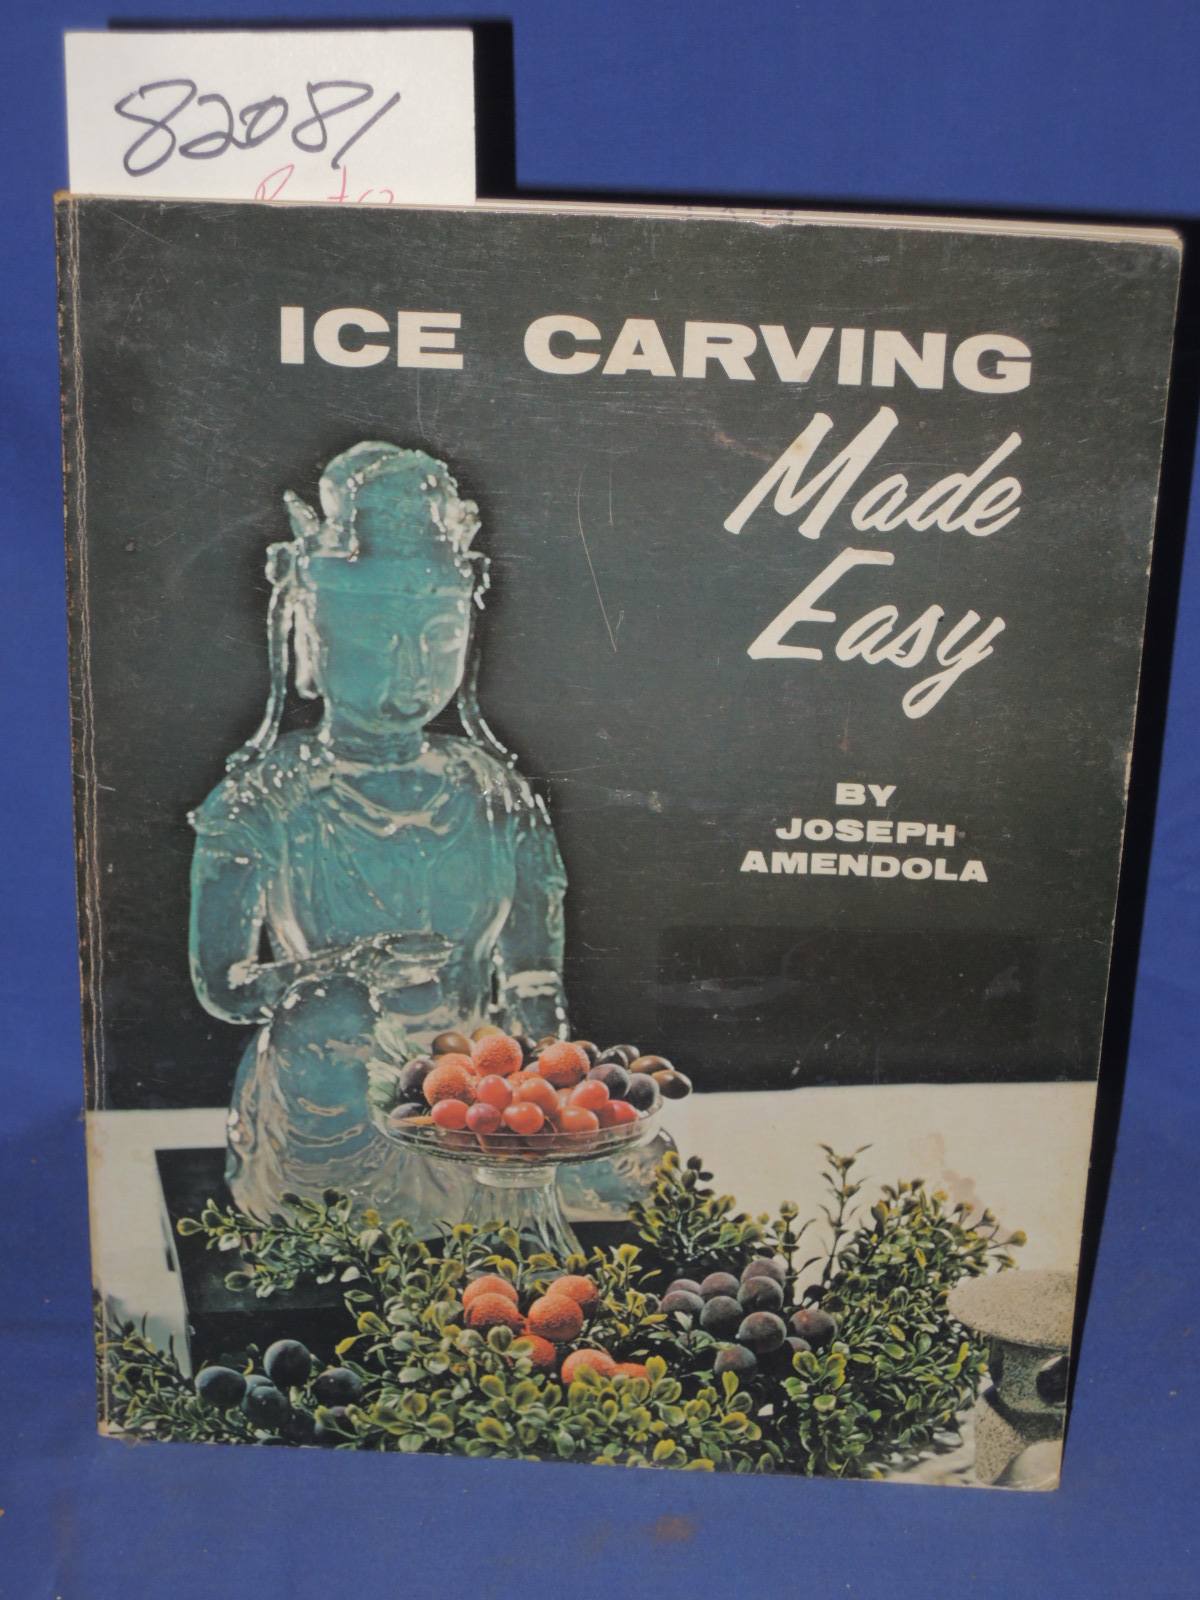 82081
ICE CARVING
Made
Easy
BY
JOSEPH
AMENDOLA